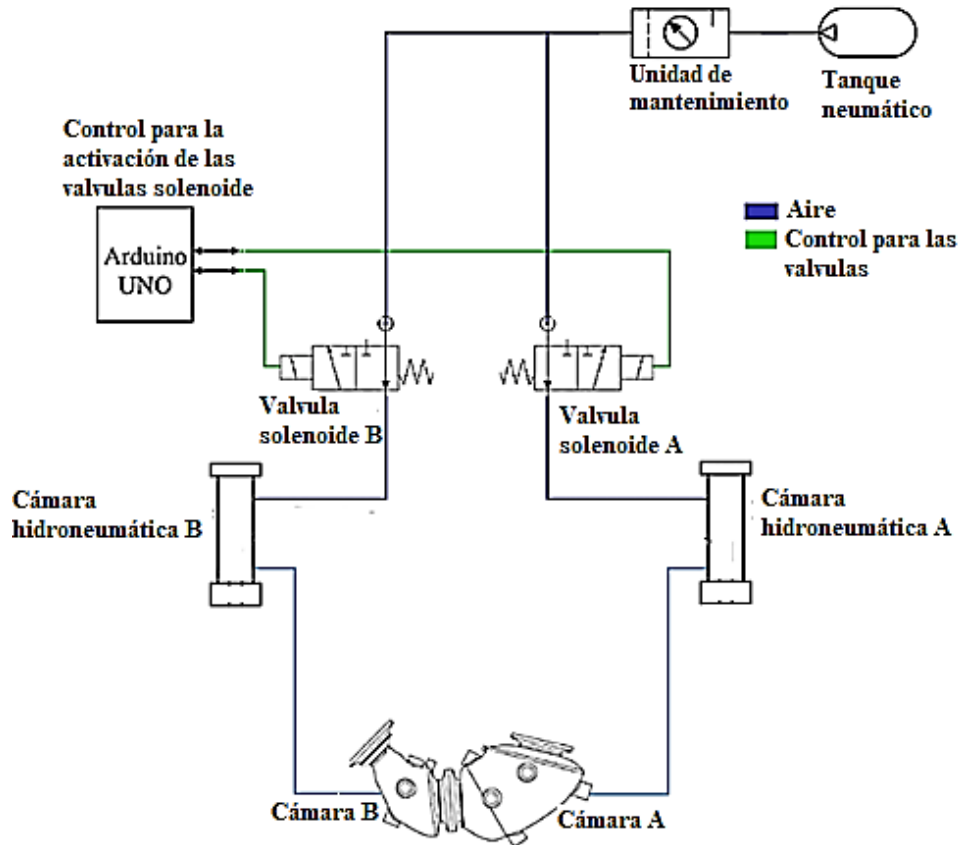 Unidad de
mantenimiento
Tanque
neumático
Control para la
activación de las
valvulas solenoide
Arduino
UNO
Aire
Control para las
valvulas
Valvula
solenoide B
Valvula
solenoide A
Cámara
hidroneumática B
Cámara
hidroneumática A
Cámara B
Cámara A